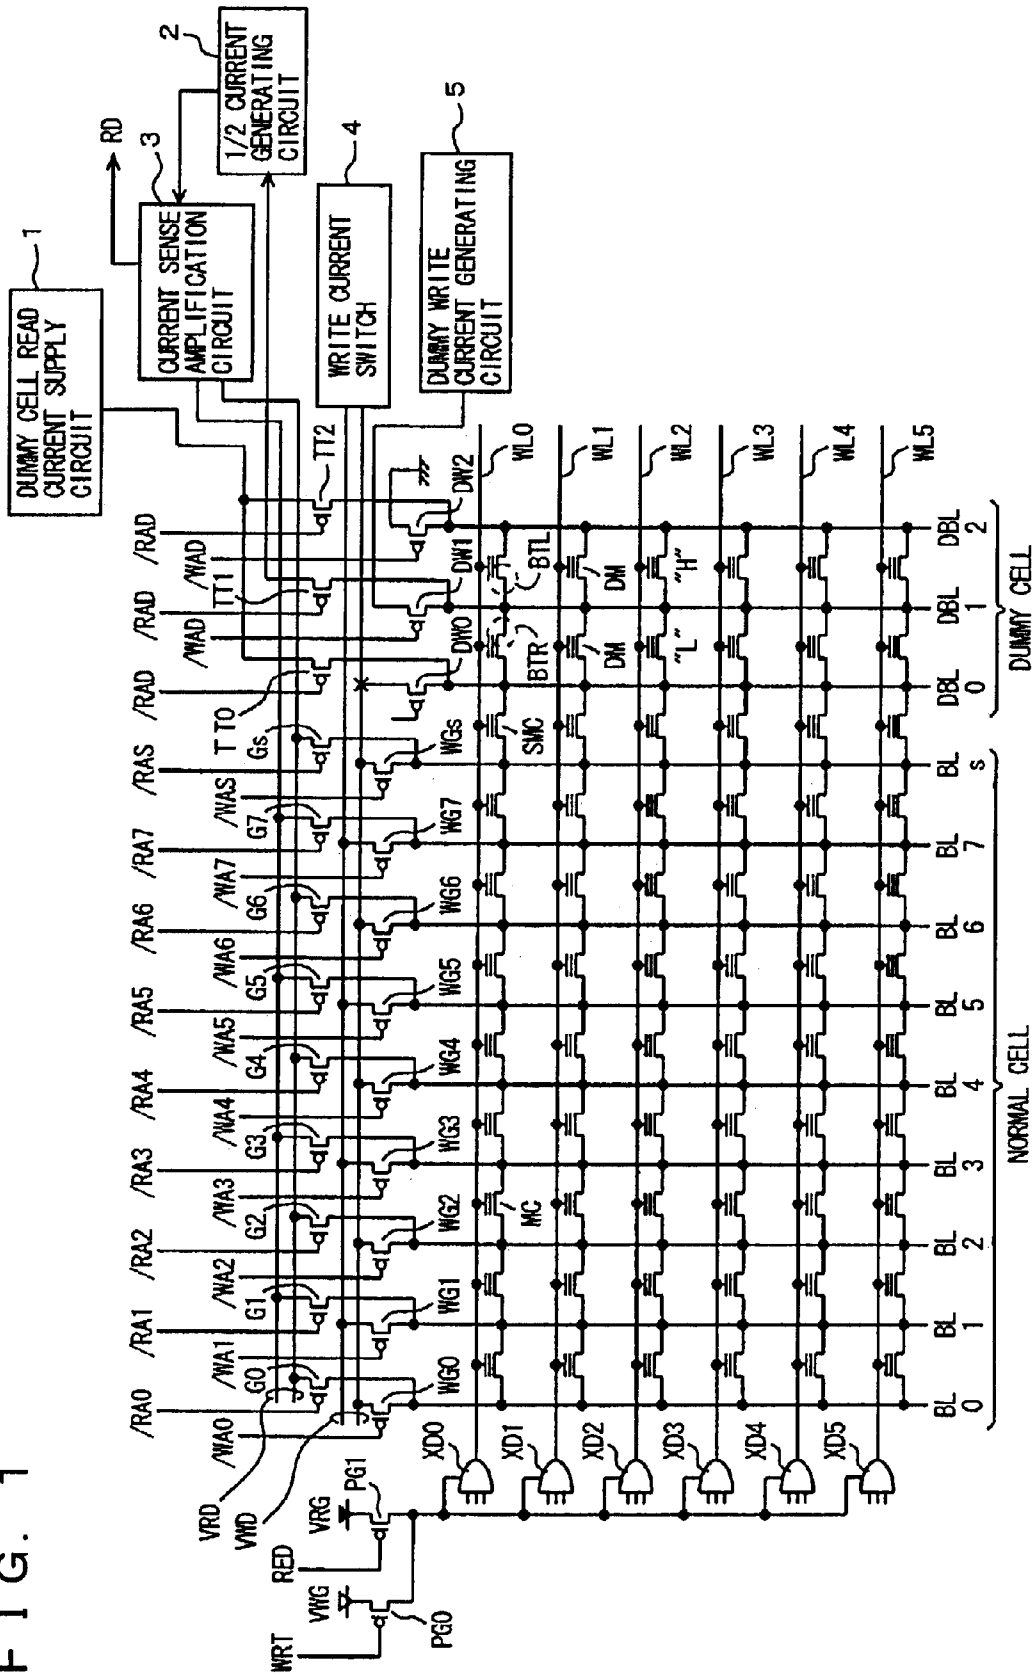 FIG. 1
DUMMY CELL READ
CURRENT SUPPLY
CIRCUIT
1
RD
3
CURRENT SENSE
AMPLIFICATION
CIRCUIT
2
1/2 CURRENT
GENERATING
CIRCUIT
WRITE CURRENT
SWITCH
4
DUMMY WRITE
CURRENT GENERATING
CIRCUIT
5
/RA0
/RA1
/RA2
/RA3
/RA4
/RA5
/RA6
/RA7
/RAS
/RAD
/RAD
/RAD
/WA0
/WA1
/WA2
/WA3
/WA4
/WA5
/WA6
/WA7
/WAS
/WAD
/WAD
G0
G1
G2
G3
G4
G5
G6
G7
Gs
TT0
TT1
TT2
VRD
VWD
WG0
WG1
WG2
WG3
WG4
WG5
WG6
WG7
WGs
DW0
DW1
DW2
WRT
VWG
PG0
RED
VRG
PG1
XD0
XD1
XD2
XD3
XD4
XD5
MC
SMC
BTR
BTL
DM
DM
"L"
"H"
WL0
WL1
WL2
WL3
WL4
WL5
BL
0
BL
1
BL
2
BL
3
BL
4
BL
5
BL
6
BL
7
BL
s
DBL
0
DBL
1
DBL
2
NORMAL CELL
DUMMY CELL